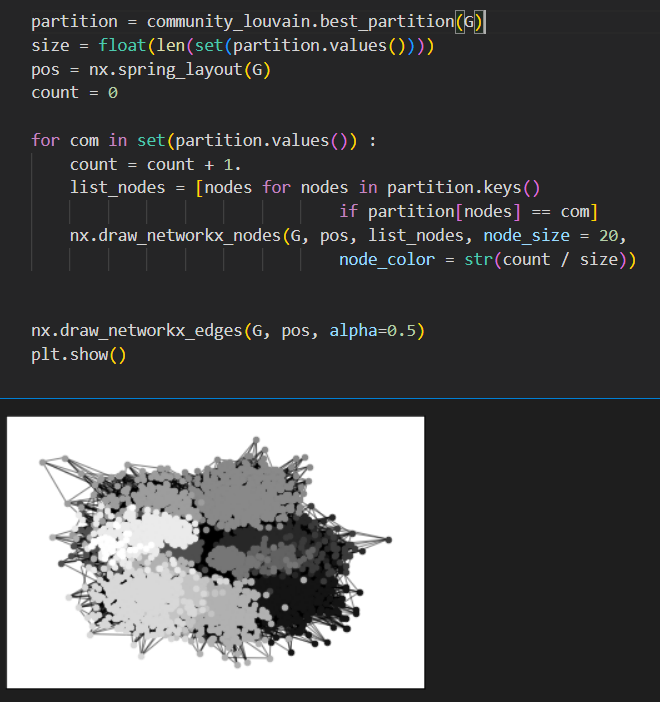 partition = community_louvain.best_partition(G)
size = float(len(set(partition.values())))
pos = nx.spring_layout(G)
count = 0
for com in set(partition.values()) :
count = count + 1.
list_nodes = [nodes for nodes in partition.keys()
if partition[nodes] == com]
nx.draw_networkx_nodes(G, pos, list_nodes, node_size = 20,
node_color = str(count / size))
nx.draw_networkx_edges(G, pos, alpha=0.5)
plt.show()